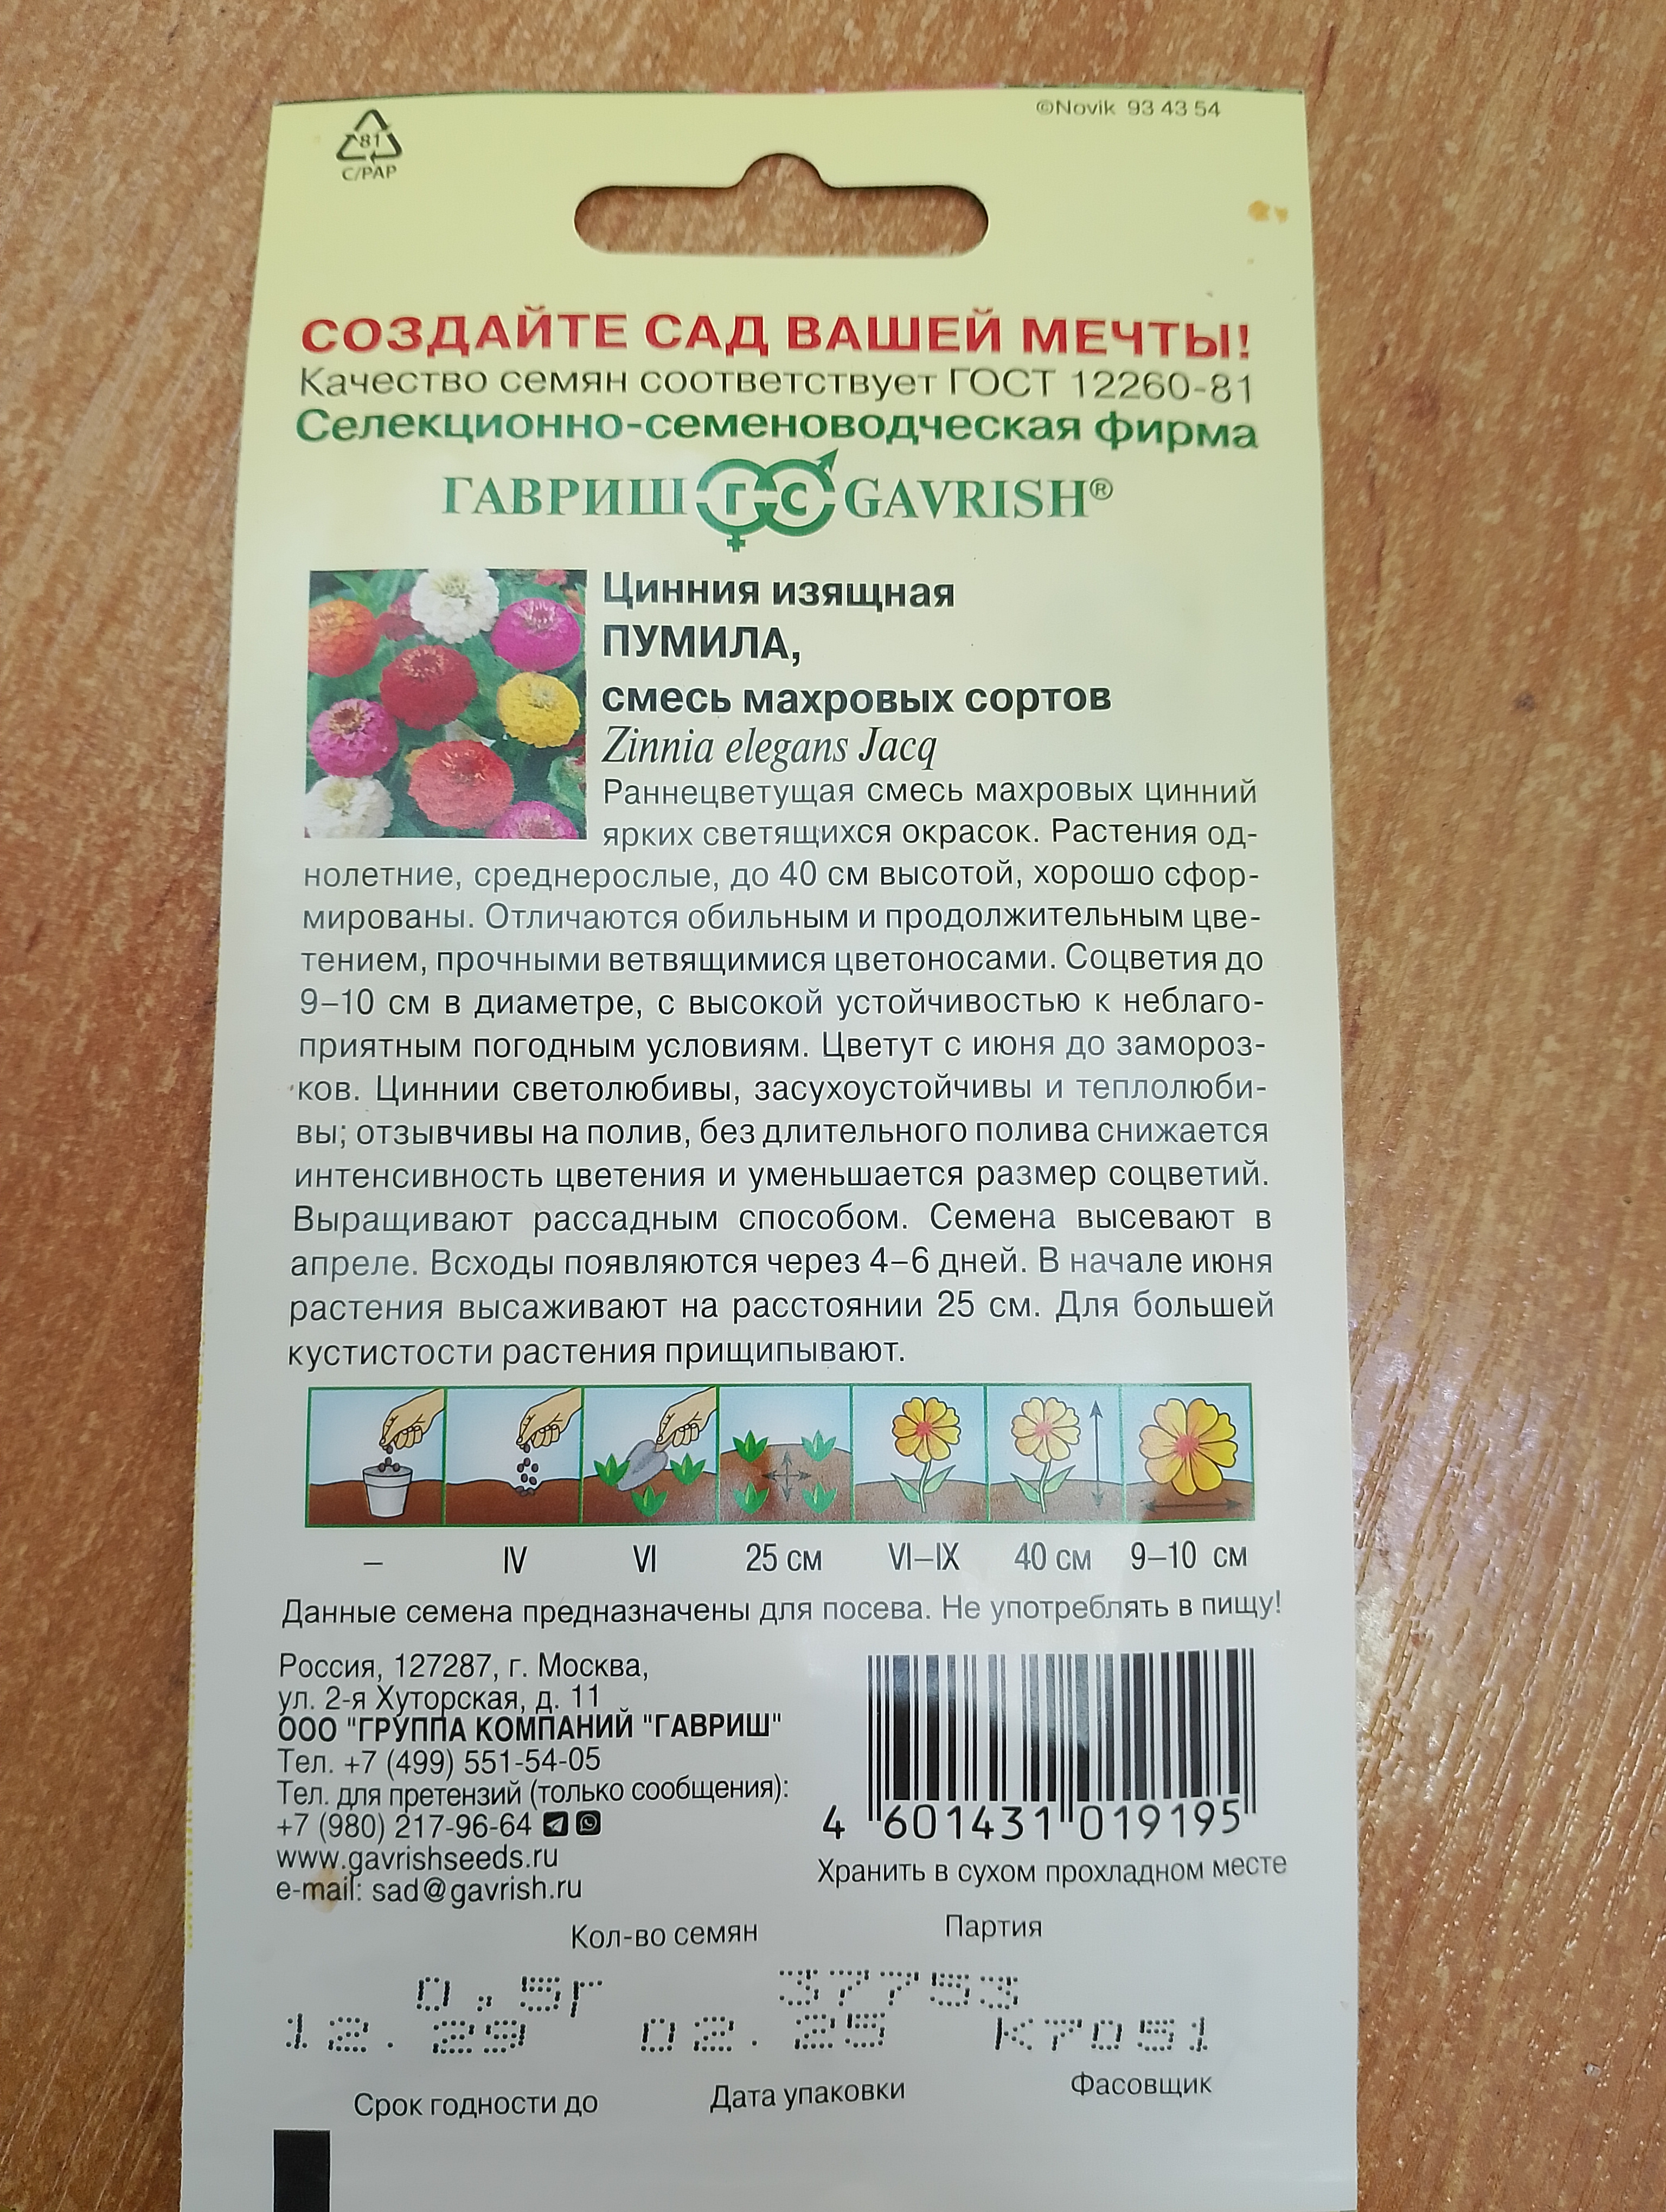 ©Novik 93 43 54
81
C/PAP
СОЗДАЙТЕ САД ВАШЕЙ МЕЧТЫ!
Качество семян соответствует ГОСТ 12260-81
Селекционно-семеноводческая фирма
ГАВРИШ ГС GAVRISH®
Цинния изящная
ПУМИЛА,
смесь махровых сортов
Zinnia elegans Jacq
Раннецветущая смесь махровых цинний
ярких светящихся окрасок. Растения од-
нолетние, среднерослые, до 40 см высотой, хорошо сфор-
мированы. Отличаются обильным и продолжительным цве-
тением, прочными ветвящимися цветоносами. Соцветия до
9–10 см в диаметре, с высокой устойчивостью к неблаго-
приятным погодным условиям. Цветут с июня до замороз-
ков. Циннии светолюбивы, засухоустойчивы и теплолюби-
вы; отзывчивы на полив, без длительного полива снижается
интенсивность цветения и уменьшается размер соцветий.
Выращивают рассадным способом. Семена высевают в
апреле. Всходы появляются через 4–6 дней. В начале июня
растения высаживают на расстоянии 25 см. Для большей
кустистости растения прищипывают.
– IV VI 25 см VI–IX 40 см 9–10 см
Данные семена предназначены для посева. Не употреблять в пищу!
Россия, 127287, г. Москва,
ул. 2-я Хуторская, д. 11
ООО "ГРУППА КОМПАНИЙ "ГАВРИШ"
Тел. +7 (499) 551-54-05
Тел. для претензий (только сообщения):
+7 (980) 217-96-64
www.gavrishseeds.ru
e-mail: sad@gavrish.ru
4 601431 019195
Хранить в сухом прохладном месте
Кол-во семян Партия
0,5г 37753
12.29 02.25 К7051
Срок годности до Дата упаковки Фасовщик